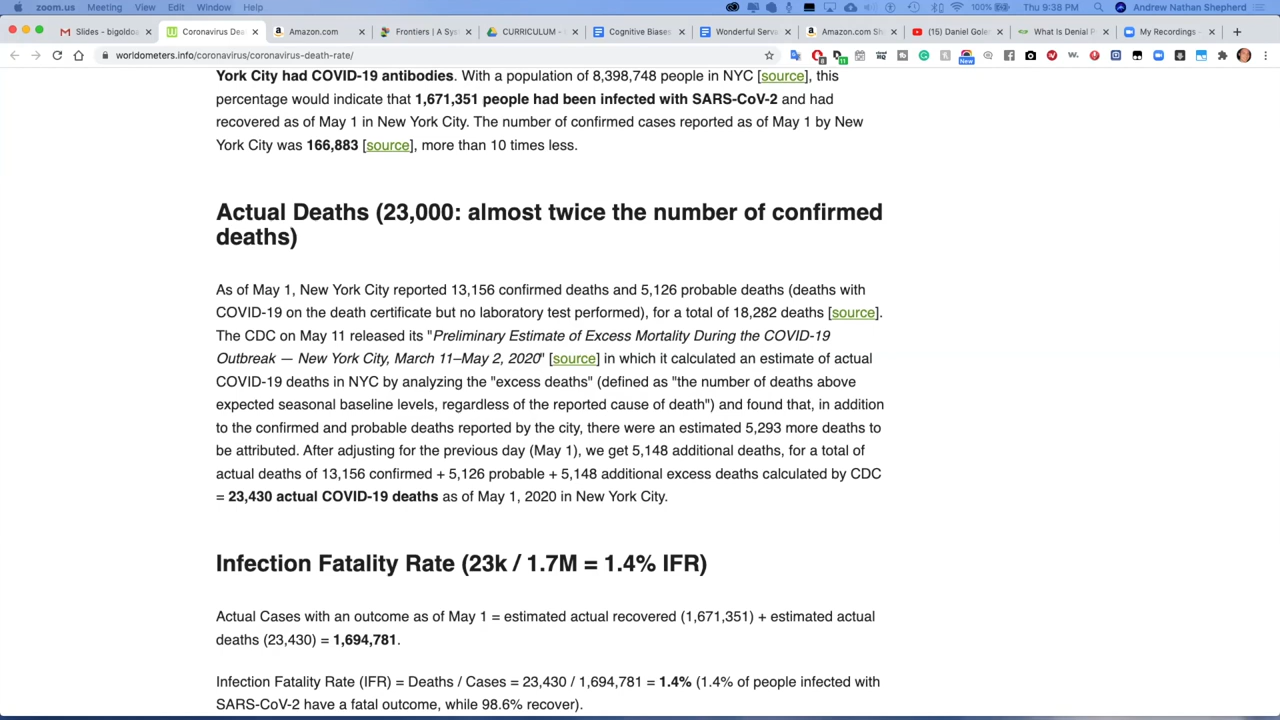 zoom.us Meeting View Edit Window Help 100% Thu 9:38 PM Andrew Nathan Shepherd
Slides - bigoldo Coronavirus Dea Amazon.com Frontiers | A Sys CURRICULUM - Cognitive Biases Wonderful Serva Amazon.com Sh (15) Daniel Goler What Is Denial P My Recordings -
worldometers.info/coronavirus/coronavirus-death-rate/
York City had COVID-19 antibodies. With a population of 8,398,748 people in NYC [source], this
percentage would indicate that 1,671,351 people had been infected with SARS-CoV-2 and had
recovered as of May 1 in New York City. The number of confirmed cases reported as of May 1 by New
York City was 166,883 [source], more than 10 times less.
Actual Deaths (23,000: almost twice the number of confirmed
deaths)
As of May 1, New York City reported 13,156 confirmed deaths and 5,126 probable deaths (deaths with
COVID-19 on the death certificate but no laboratory test performed), for a total of 18,282 deaths [source].
The CDC on May 11 released its "Preliminary Estimate of Excess Mortality During the COVID-19
Outbreak — New York City, March 11–May 2, 2020" [source] in which it calculated an estimate of actual
COVID-19 deaths in NYC by analyzing the "excess deaths" (defined as "the number of deaths above
expected seasonal baseline levels, regardless of the reported cause of death") and found that, in addition
to the confirmed and probable deaths reported by the city, there were an estimated 5,293 more deaths to
be attributed. After adjusting for the previous day (May 1), we get 5,148 additional deaths, for a total of
actual deaths of 13,156 confirmed + 5,126 probable + 5,148 additional excess deaths calculated by CDC
= 23,430 actual COVID-19 deaths as of May 1, 2020 in New York City.
Infection Fatality Rate (23k / 1.7M = 1.4% IFR)
Actual Cases with an outcome as of May 1 = estimated actual recovered (1,671,351) + estimated actual
deaths (23,430) = 1,694,781.
Infection Fatality Rate (IFR) = Deaths / Cases = 23,430 / 1,694,781 = 1.4% (1.4% of people infected with
SARS-CoV-2 have a fatal outcome, while 98.6% recover).